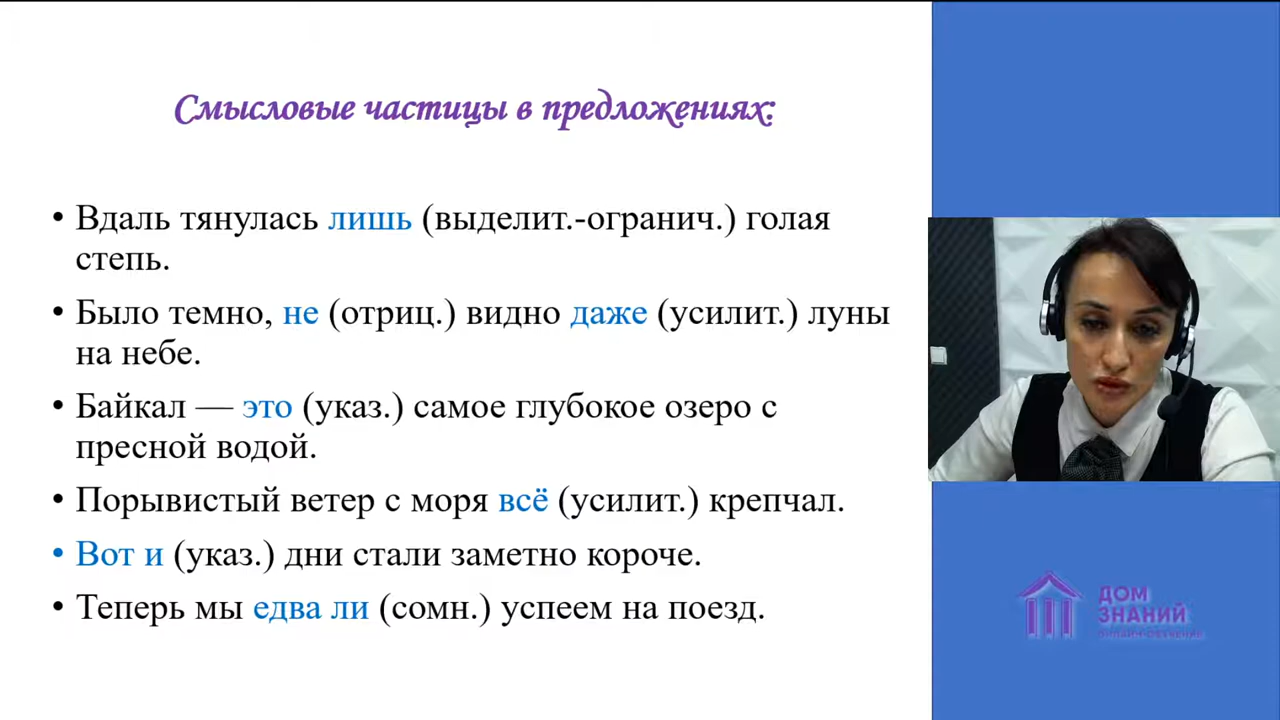 Смысловые частицы в предложениях:
• Вдаль тянулась лишь (выделит.-огранич.) голая
степь.
• Было темно, не (отриц.) видно даже (усилит.) луны
на небе.
• Байкал — это (указ.) самое глубокое озеро с
пресной водой.
• Порывистый ветер с моря всё (усилит.) крепчал.
• Вот и (указ.) дни стали заметно короче.
• Теперь мы едва ли (сомн.) успеем на поезд.
ДОМ
ЗНАНИЙ
ОНЛАЙН-ОБУЧЕНИЕ